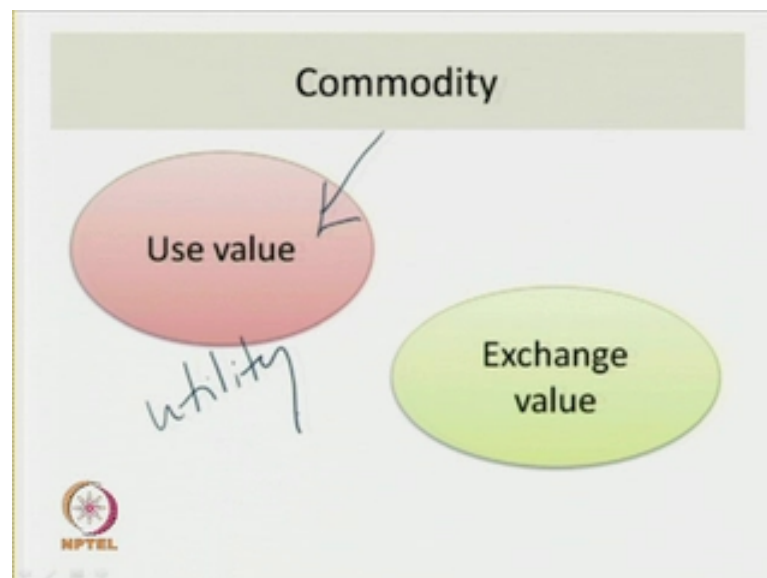 Commodity
Use value
utility
Exchange
value
NPTEL